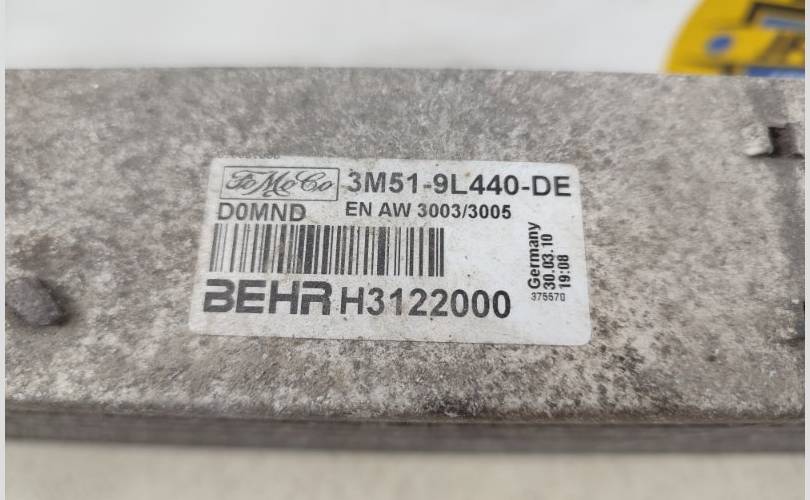 FoMoCo 3M51-9L440-DE
D0MND EN AW 3003/3005
BEHR H3122000
Germany
30.03.10
19:08
375570